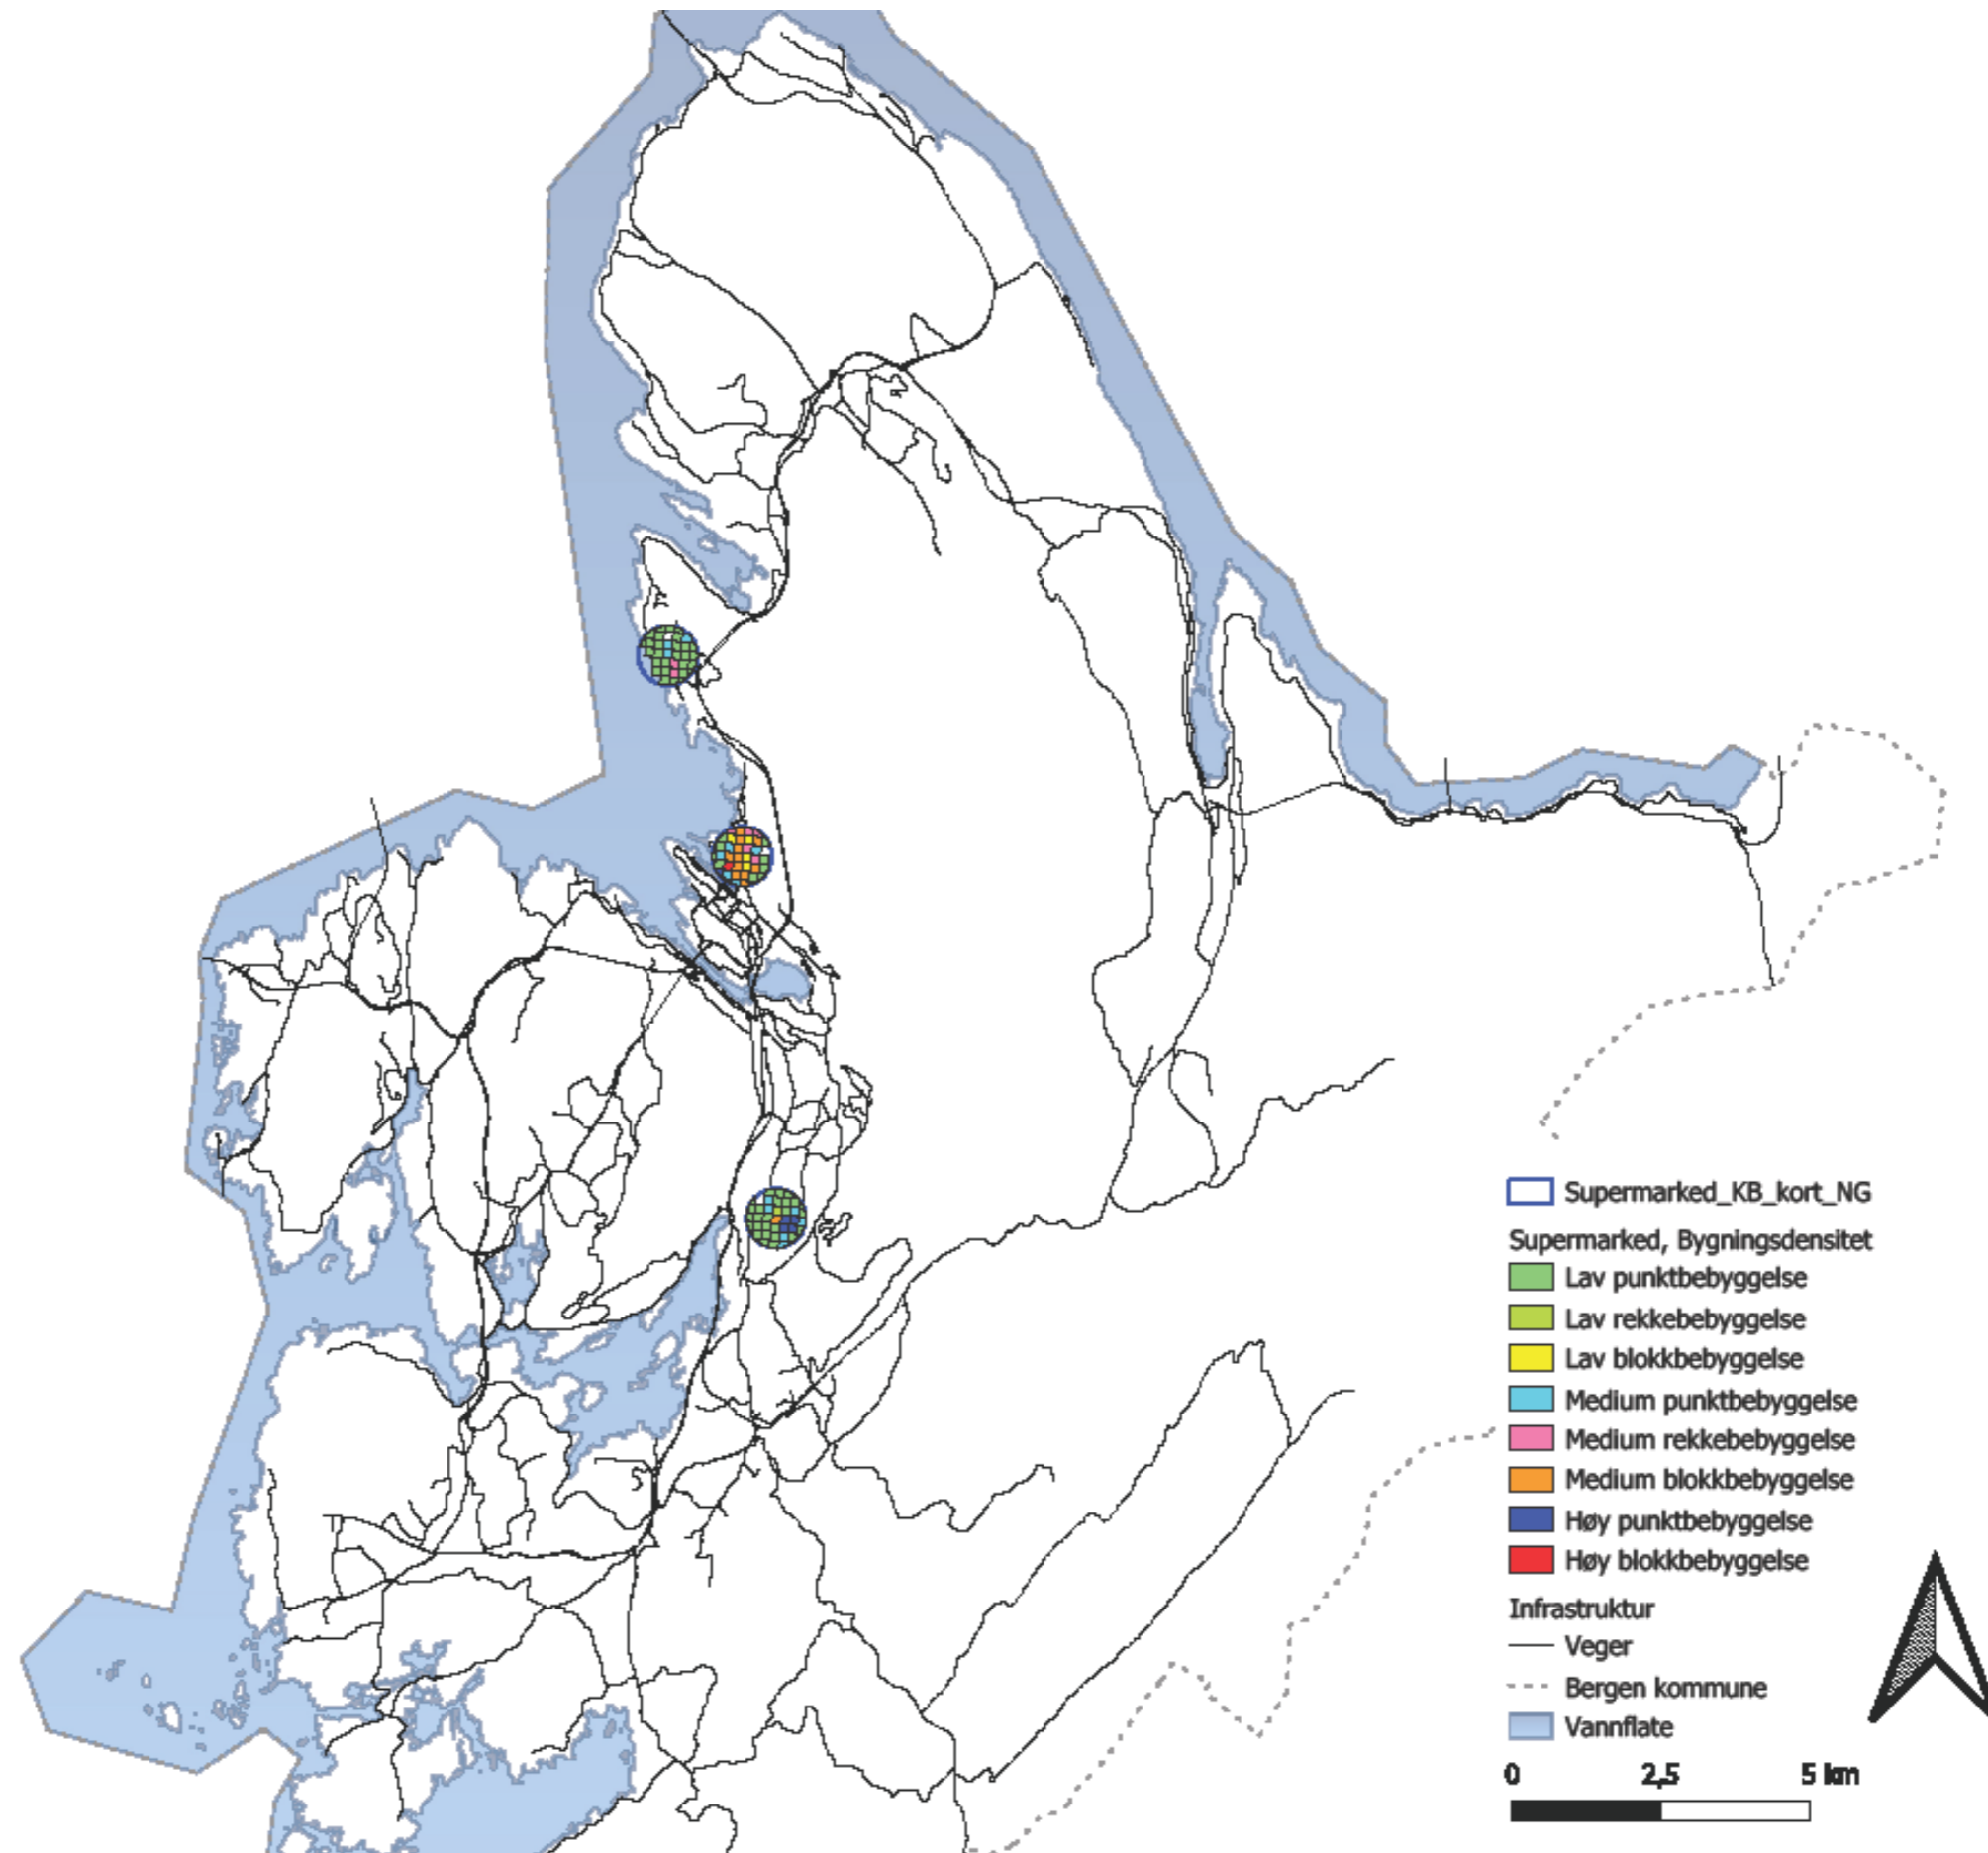 Supermarked_KB_kort_NG
Supermarked, Bygningsdensitet
Lav punktbebyggelse
Lav rekkebebyggelse
Lav blokkbebyggelse
Medium punktbebyggelse
Medium rekkebebyggelse
Medium blokkbebyggelse
Høy punktbebyggelse
Høy blokkbebyggelse
Infrastruktur
Veger
Bergen kommune
Vannflate
0 2,5 5 km